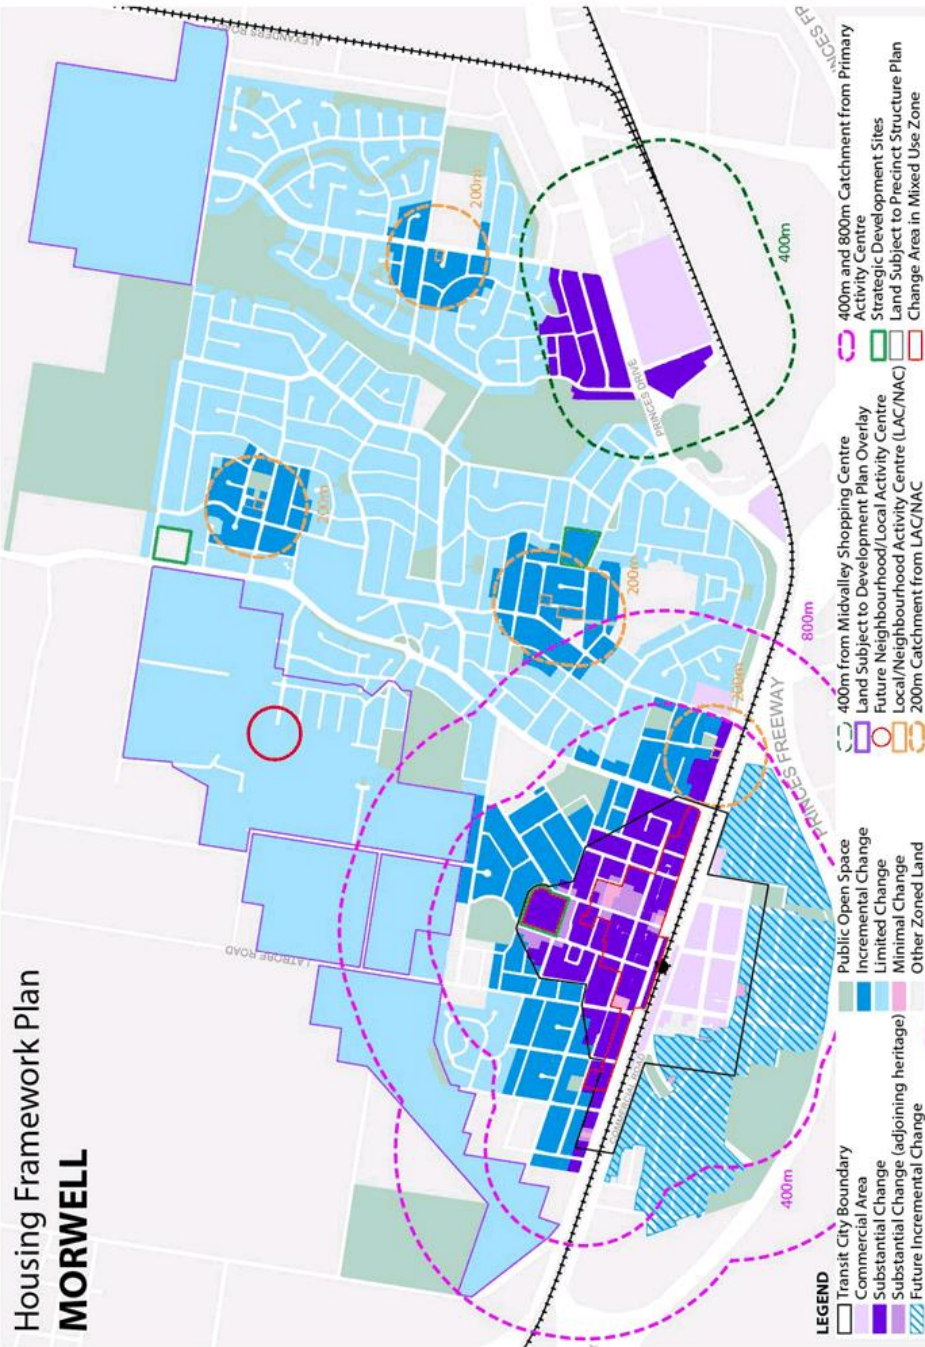 Housing Framework Plan
MORWELL
ALEXANDERS ROAD
PRINCES FR
200m
400m
PRINCES DRIVE
200m
200m
200m
800m
PRINCES FREEWAY
LATROBE ROAD
COMMERCIAL ROAD
400m
LEGEND
Transit City Boundary
Commercial Area
Substantial Change
Substantial Change (adjoining heritage)
Future Incremental Change
Public Open Space
Incremental Change
Limited Change
Minimal Change
Other Zoned Land
400m from Midvalley Shopping Centre
Land Subject to Development Plan Overlay
Future Neighbourhood/Local Activity Centre
Local/Neighbourhood Activity Centre (LAC/NAC)
200m Catchment from LAC/NAC
400m and 800m Catchment from Primary
Activity Centre
Strategic Development Sites
Land Subject to Precinct Structure Plan
Change Area in Mixed Use Zone